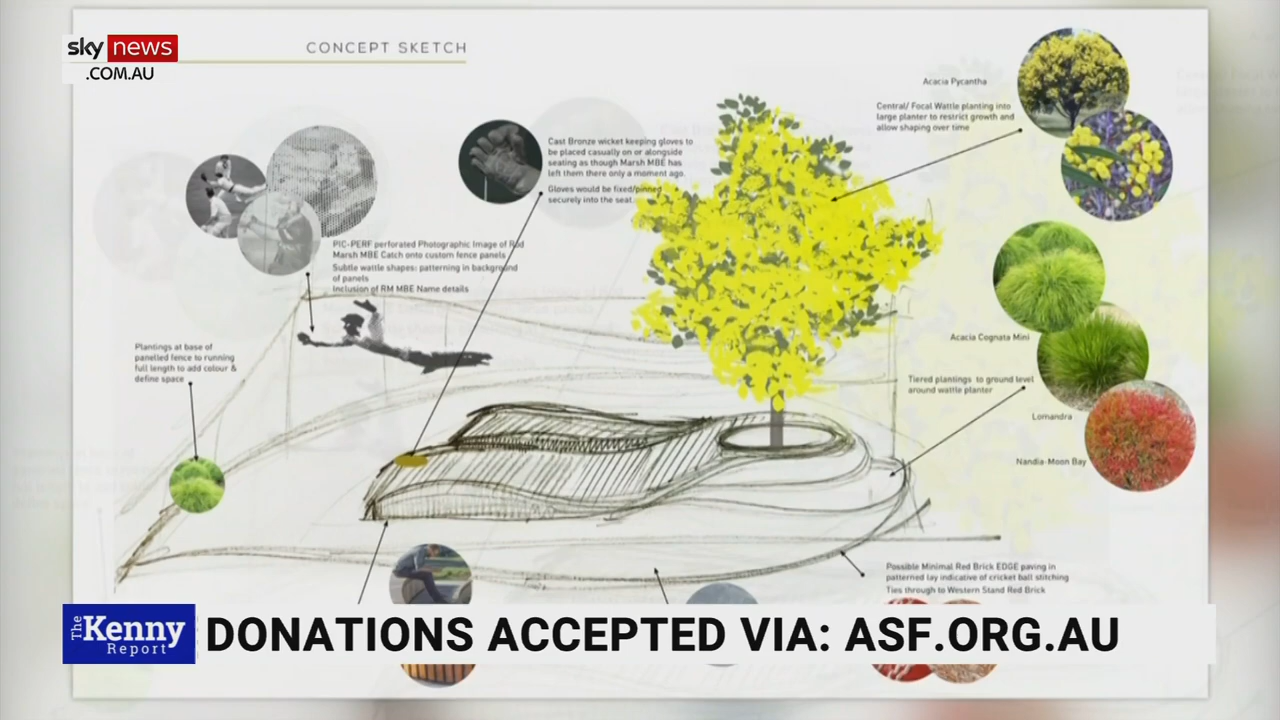 sky news
.COM.AU
CONCEPT SKETCH
Acacia Pycantha
Central/ Focal Wattle planting into
large planter to restrict growth and
allow shaping over time
Cast Bronze wicket keeping gloves to
be placed casually on or alongside
seating as though Marsh MBE has
left them there only a moment ago.
Gloves would be fixed/pinned
securely into the seat.
PIC-PERF perforated Photographic Image of Rod
Marsh MBE Catch onto custom fence panels
Subtle wattle shapes: patterning in background
of panels
Inclusion of RM MBE Name details
Plantings at base of
panelled fence to running
full length to add colour &
define space
Acacia Cognata Mini
Tiered plantings to ground level
around wattle planter
Lomandra
Nandia-Moon Bay
Possible Minimal Red Brick EDGE paving in
patterned lay indicative of cricket ball stitching
Ties through to Western Stand Red Brick
The Kenny Report
DONATIONS ACCEPTED VIA: ASF.ORG.AU